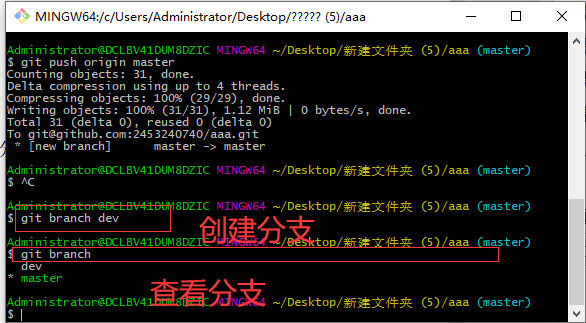 MINGW64:/c/Users/Administrator/Desktop/????? (5)/aaa
Administrator@DCLBV41DUM8DZIC MINGW64 ~/Desktop/新建文件夹 (5)/aaa (master)
$ git push origin master
Counting objects: 31, done.
Delta compression using up to 4 threads.
Compressing objects: 100% (29/29), done.
Writing objects: 100% (31/31), 1.12 MiB | 0 bytes/s, done.
Total 31 (delta 0), reused 0 (delta 0)
To git@github.com:2453240740/aaa.git
* [new branch] master -> master
Administrator@DCLBV41DUM8DZIC MINGW64 ~/Desktop/新建文件夹 (5)/aaa (master)
$ ^C
Administrator@DCLBV41DUM8DZIC MINGW64 ~/Desktop/新建文件夹 (5)/aaa (master)
$ git branch dev
创建分支
Administrator@DCLBV41DUM8DZIC MINGW64 ~/Desktop/新建文件夹 (5)/aaa (master)
$ git branch
dev
* master
查看分支
Administrator@DCLBV41DUM8DZIC MINGW64 ~/Desktop/新建文件夹 (5)/aaa (master)
$